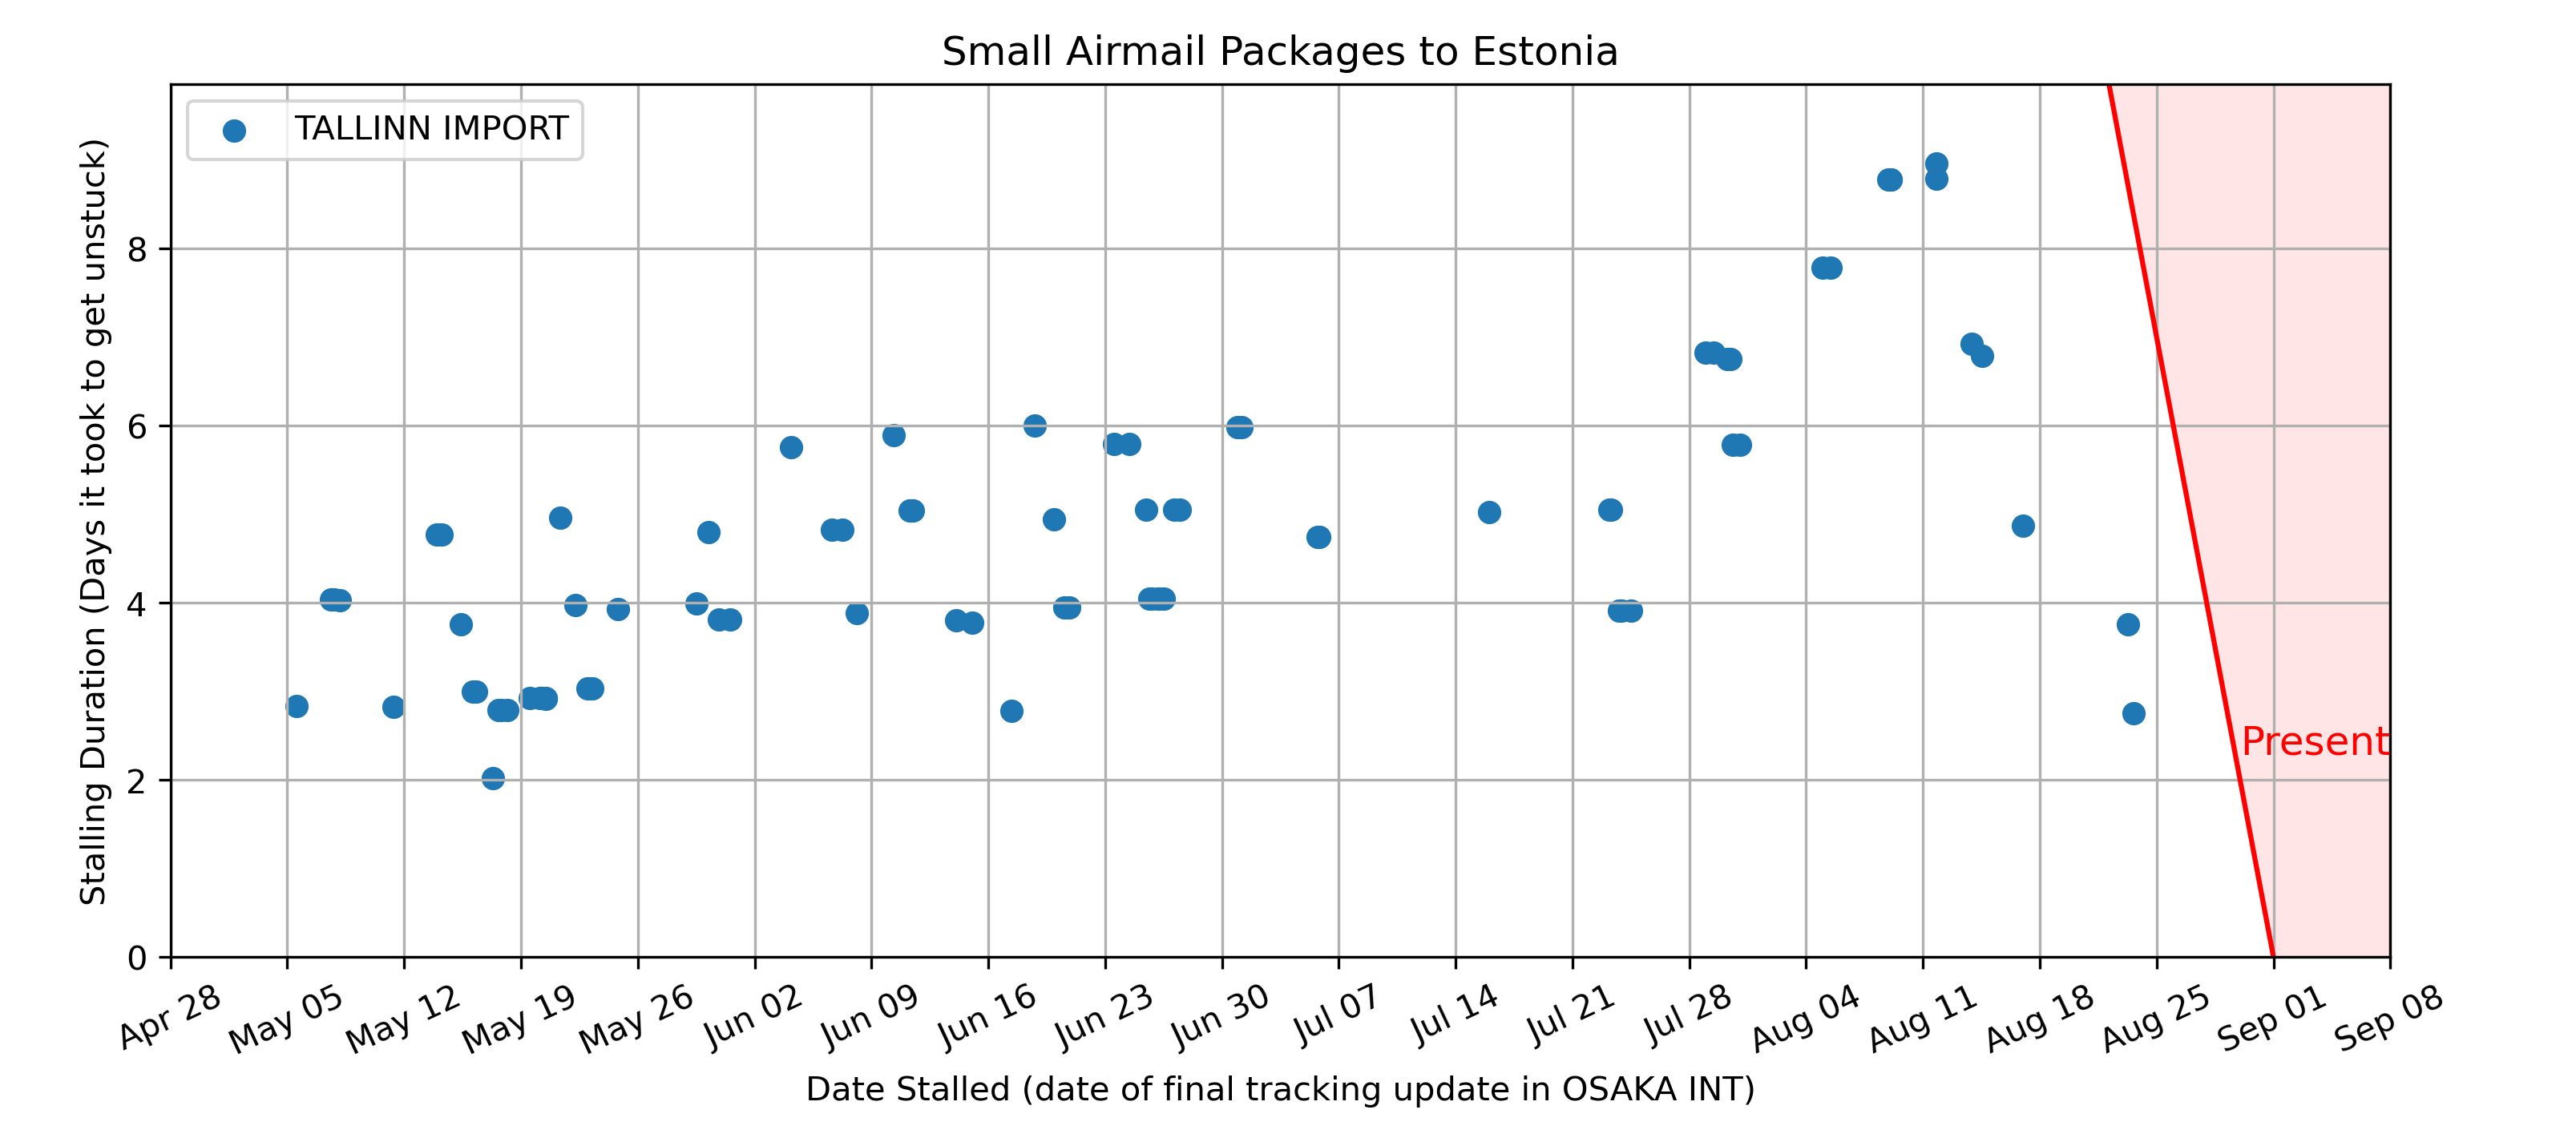 Small Airmail Packages to Estonia
TALLINN IMPORT
Stalling Duration (Days it took to get unstuck)
8
6
4
2
0
Present
Apr 28
May 05
May 12
May 19
May 26
Jun 02
Jun 09
Jun 16
Jun 23
Jun 30
Jul 07
Jul 14
Jul 21
Jul 28
Aug 04
Aug 11
Aug 18
Aug 25
Sep 01
Sep 08
Date Stalled (date of final tracking update in OSAKA INT)